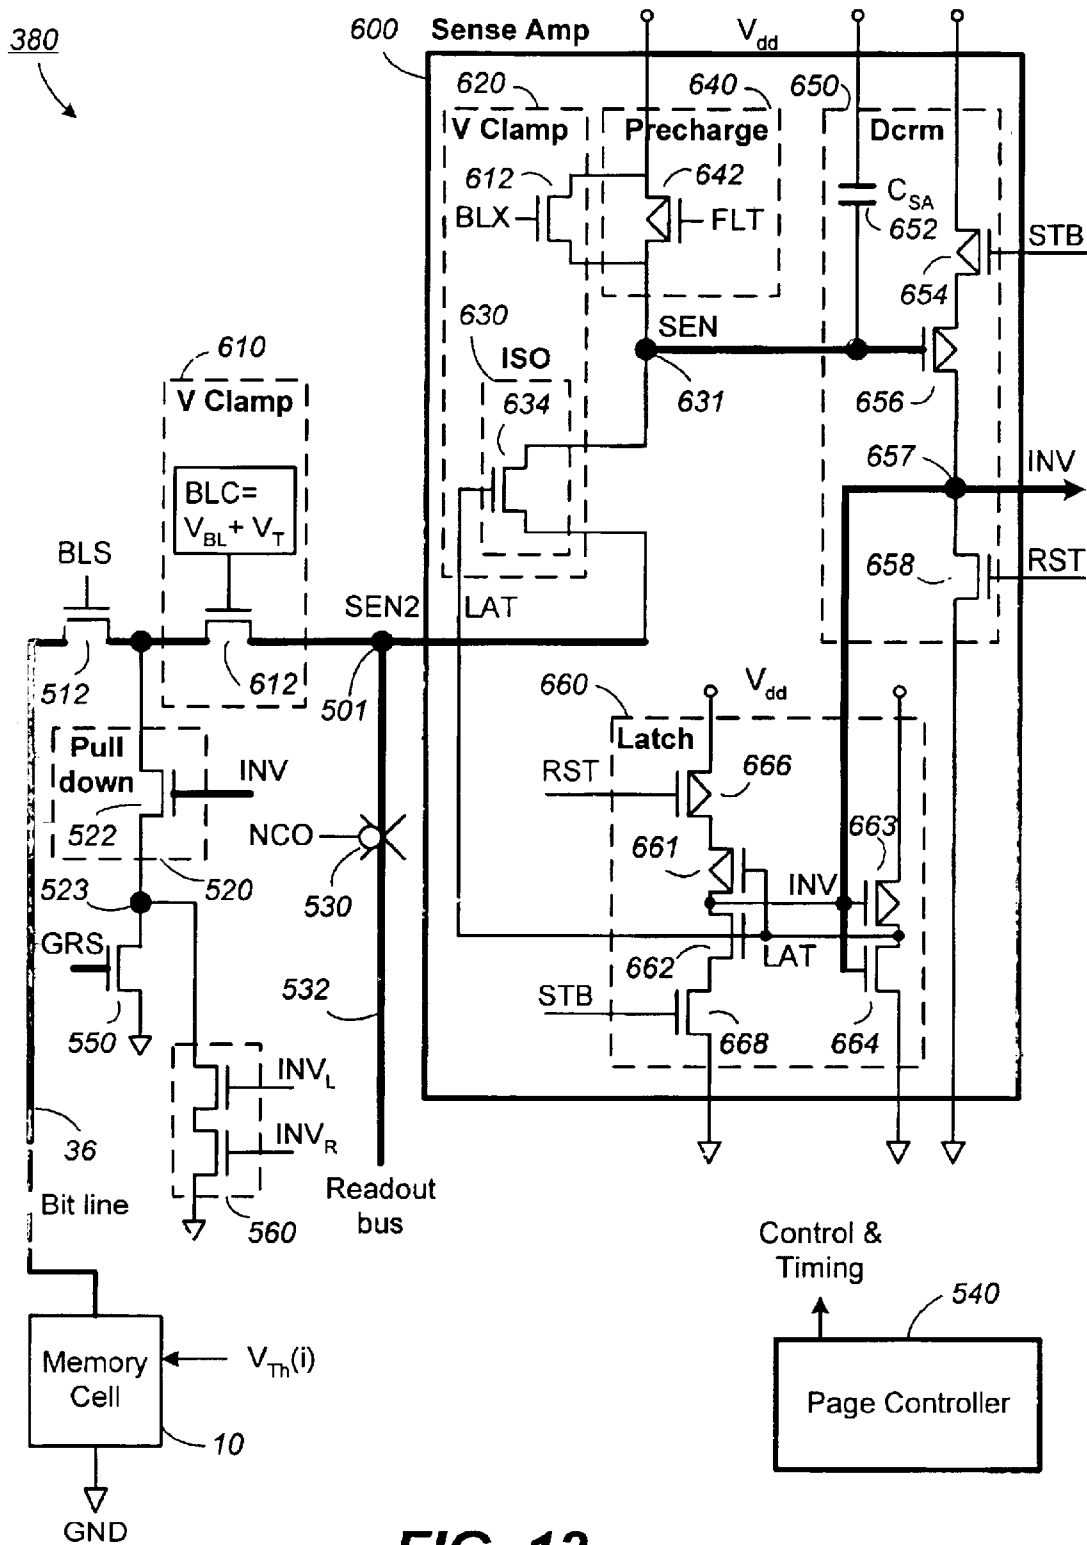 380
600
Sense Amp
Vdd
620
640
650
V Clamp
Precharge
Dcrm
612
642
BLX
FLT
CSA
652
STB
654
630
SEN
ISO
610
634
631
656
V Clamp
657
INV
BLC=
VBL + VT
BLS
658
RST
SEN2
LAT
512
612
501
660
Vdd
Latch
Pull
down
INV
RST
666
522
NCO
661
663
523
520
530
INV
GRS
662
LAT
532
STB
550
668
664
INVL
36
INVR
Bit line
560
Readout
bus
Control &
Timing
540
Memory
Cell
VTh(i)
Page Controller
10
GND